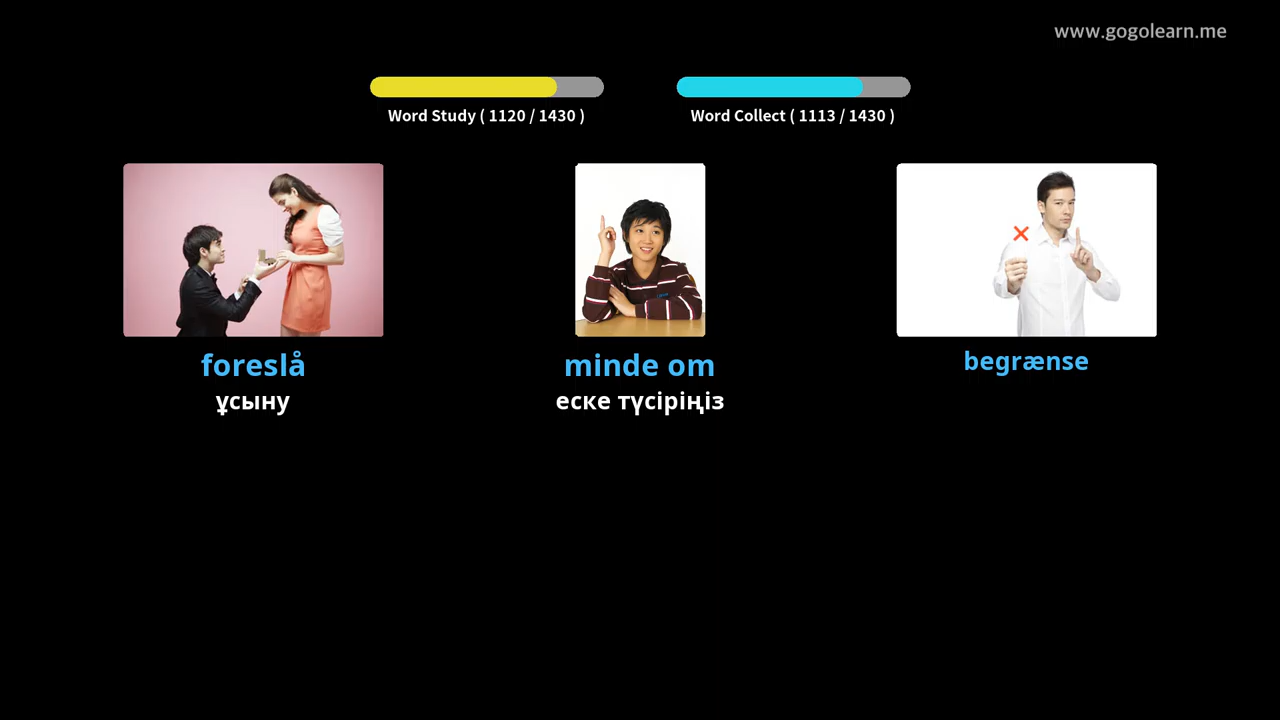 www.gogolearn.me
Word Study ( 1120 / 1430 )
Word Collect ( 1113 / 1430 )
foreslå
ұсыну
minde om
еске түсіріңіз
begrænse